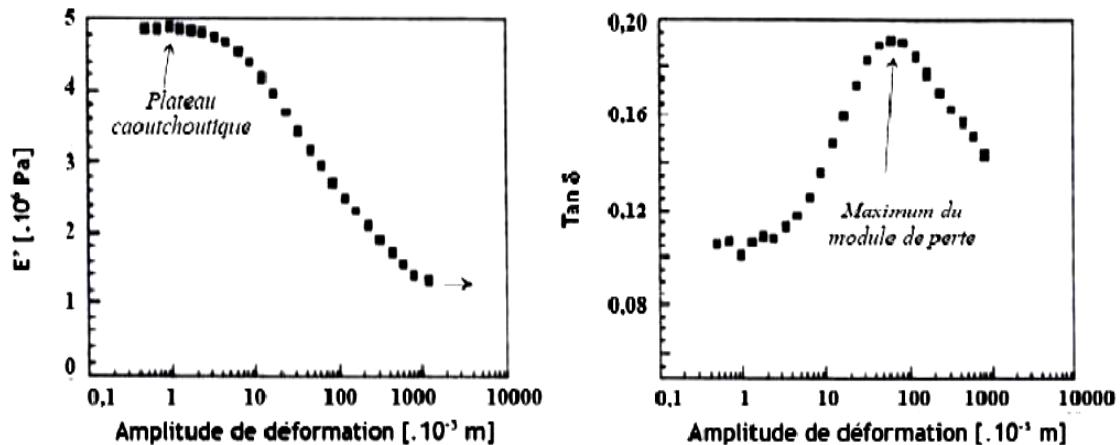 5
4
3
2
1
0
E' [.10⁶ Pa]
Plateau
caoutchoutique
0,1
1
10
100
1000
10000
Amplitude de déformation [.10⁻³ m]
0,20
0,16
0.12
0,08
Tan δ
Maximum du
module de perte
0,1
1
10
100
1000
10000
Amplitude de déformation [.10⁻³ m]